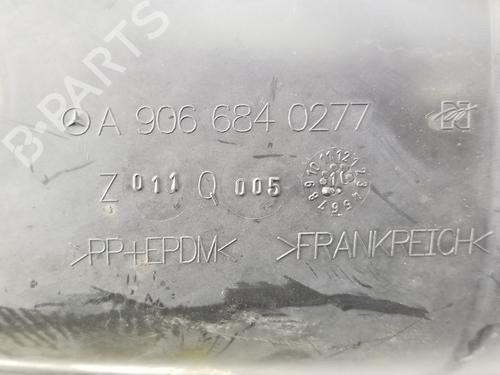 B-PARTS
A 906 684 0277
Z 011 Q 005
>PP+EPDM< >FRANKREICH<